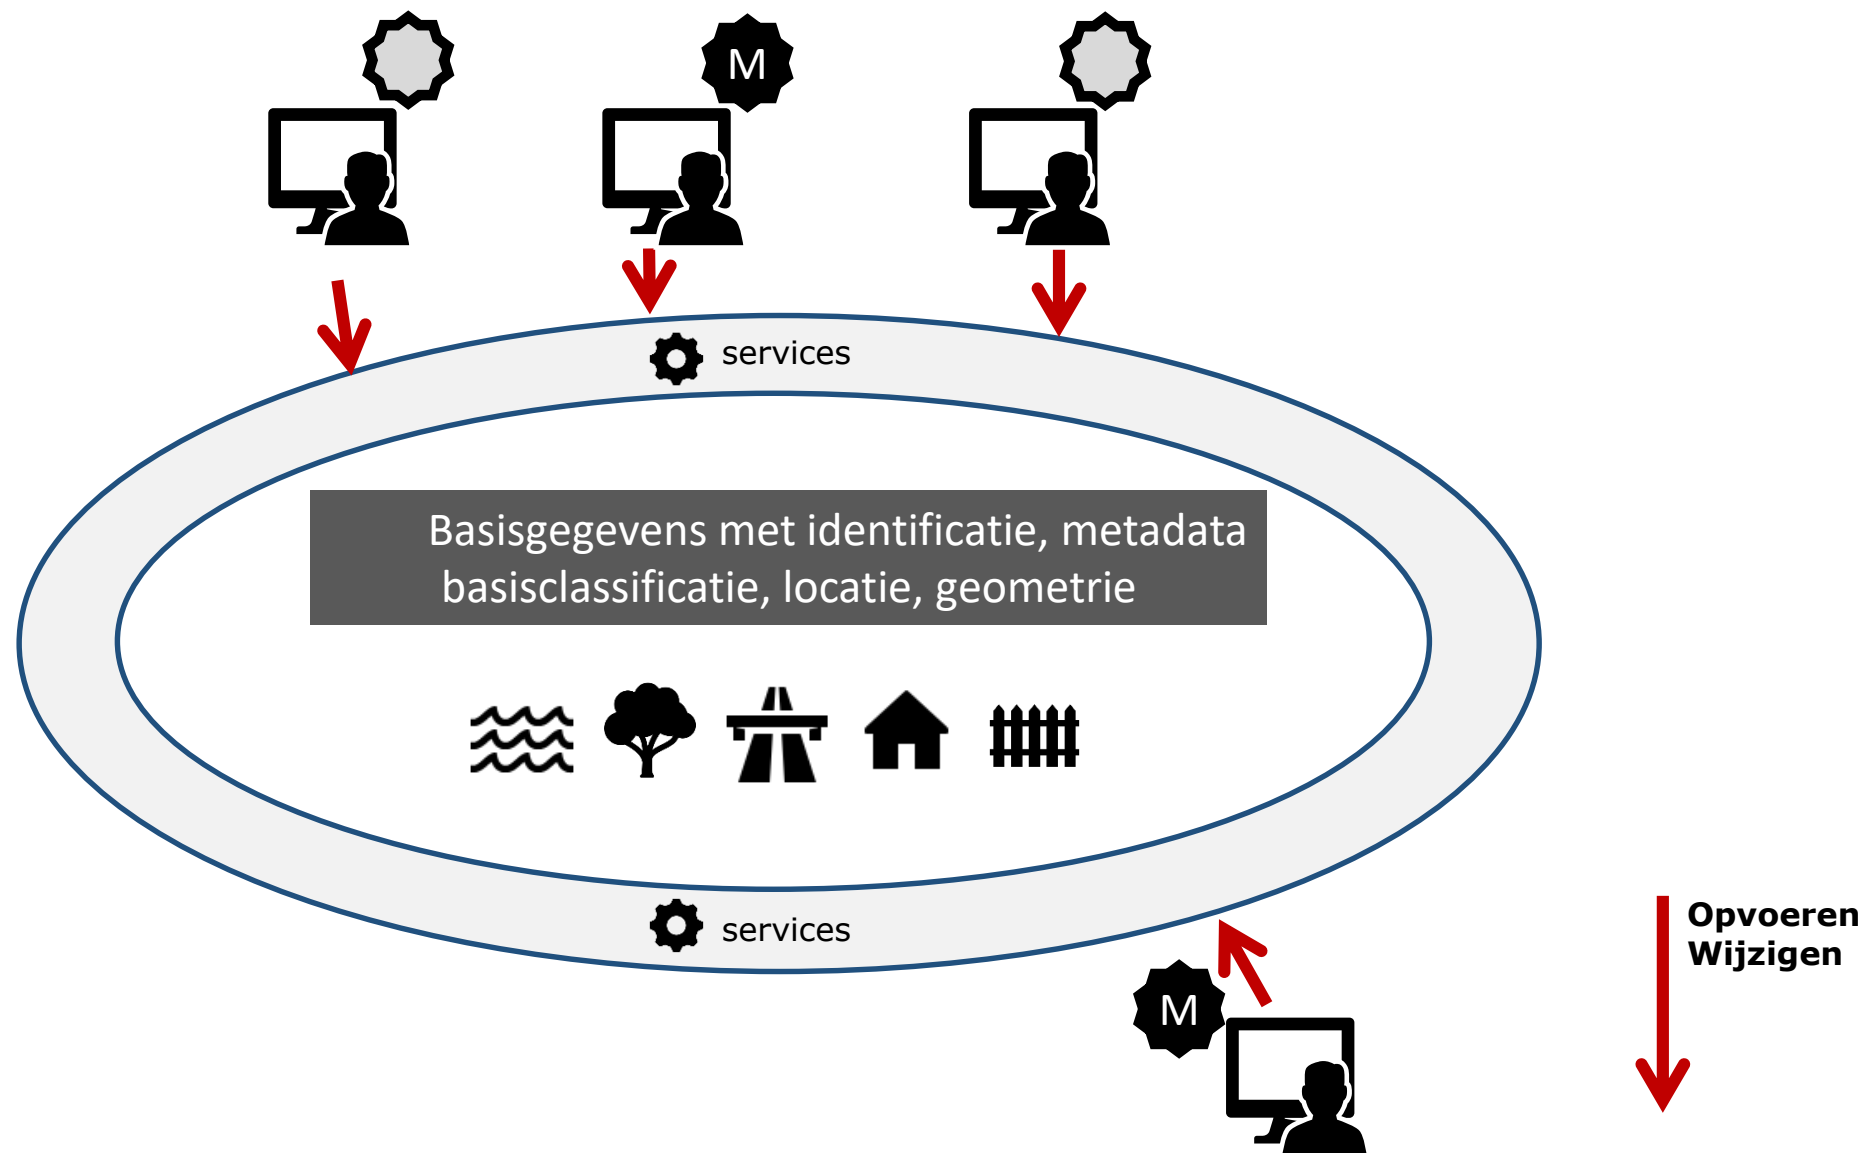 M
services
Basisgegevens met identificatie, metadata
basisclassificatie, locatie, geometrie
services
Opvoeren
Wijzigen
M